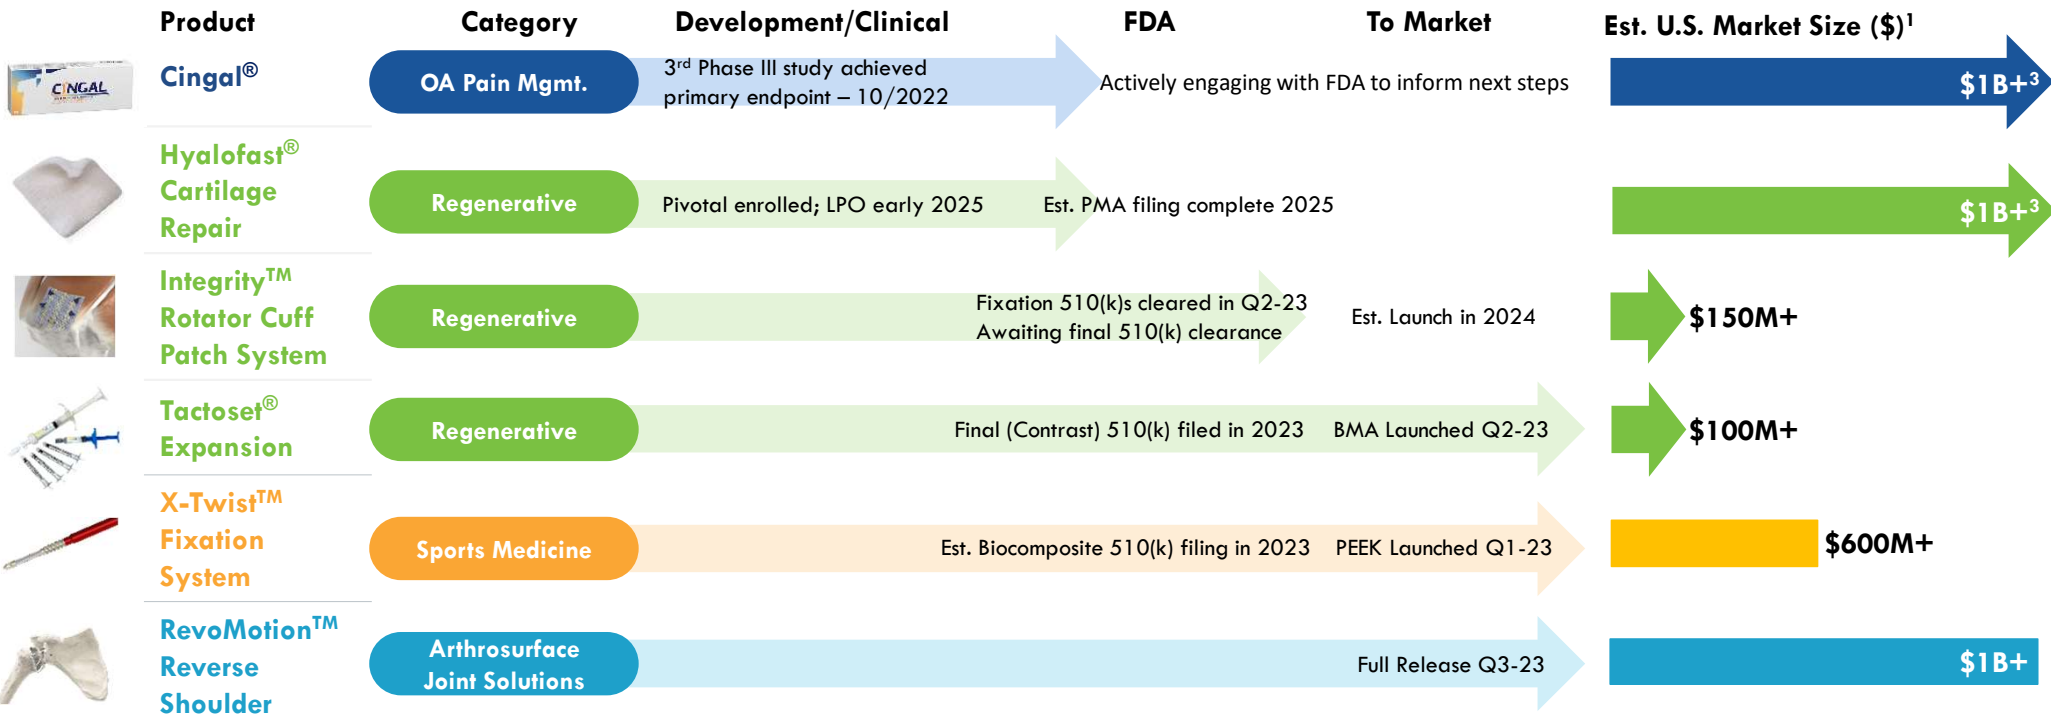 Product Category Development/Clinical FDA To Market Est. U.S. Market Size ($)¹
CINGAL
Cingal®
OA Pain Mgmt.
3rd Phase III study achieved
primary endpoint – 10/2022
Actively engaging with FDA to inform next steps
$1B+³
Hyalofast®
Cartilage
Repair
Regenerative
Pivotal enrolled; LPO early 2025
Est. PMA filing complete 2025
$1B+³
Integrity™
Rotator Cuff
Patch System
Regenerative
Fixation 510(k)s cleared in Q2-23
Awaiting final 510(k) clearance
Est. Launch in 2024
$150M+
Tactoset®
Expansion
Regenerative
Final (Contrast) 510(k) filed in 2023
BMA Launched Q2-23
$100M+
X-Twist™
Fixation
System
Sports Medicine
Est. Biocomposite 510(k) filing in 2023
PEEK Launched Q1-23
$600M+
RevoMotion™
Reverse
Shoulder
Arthrosurface
Joint Solutions
Full Release Q3-23
$1B+